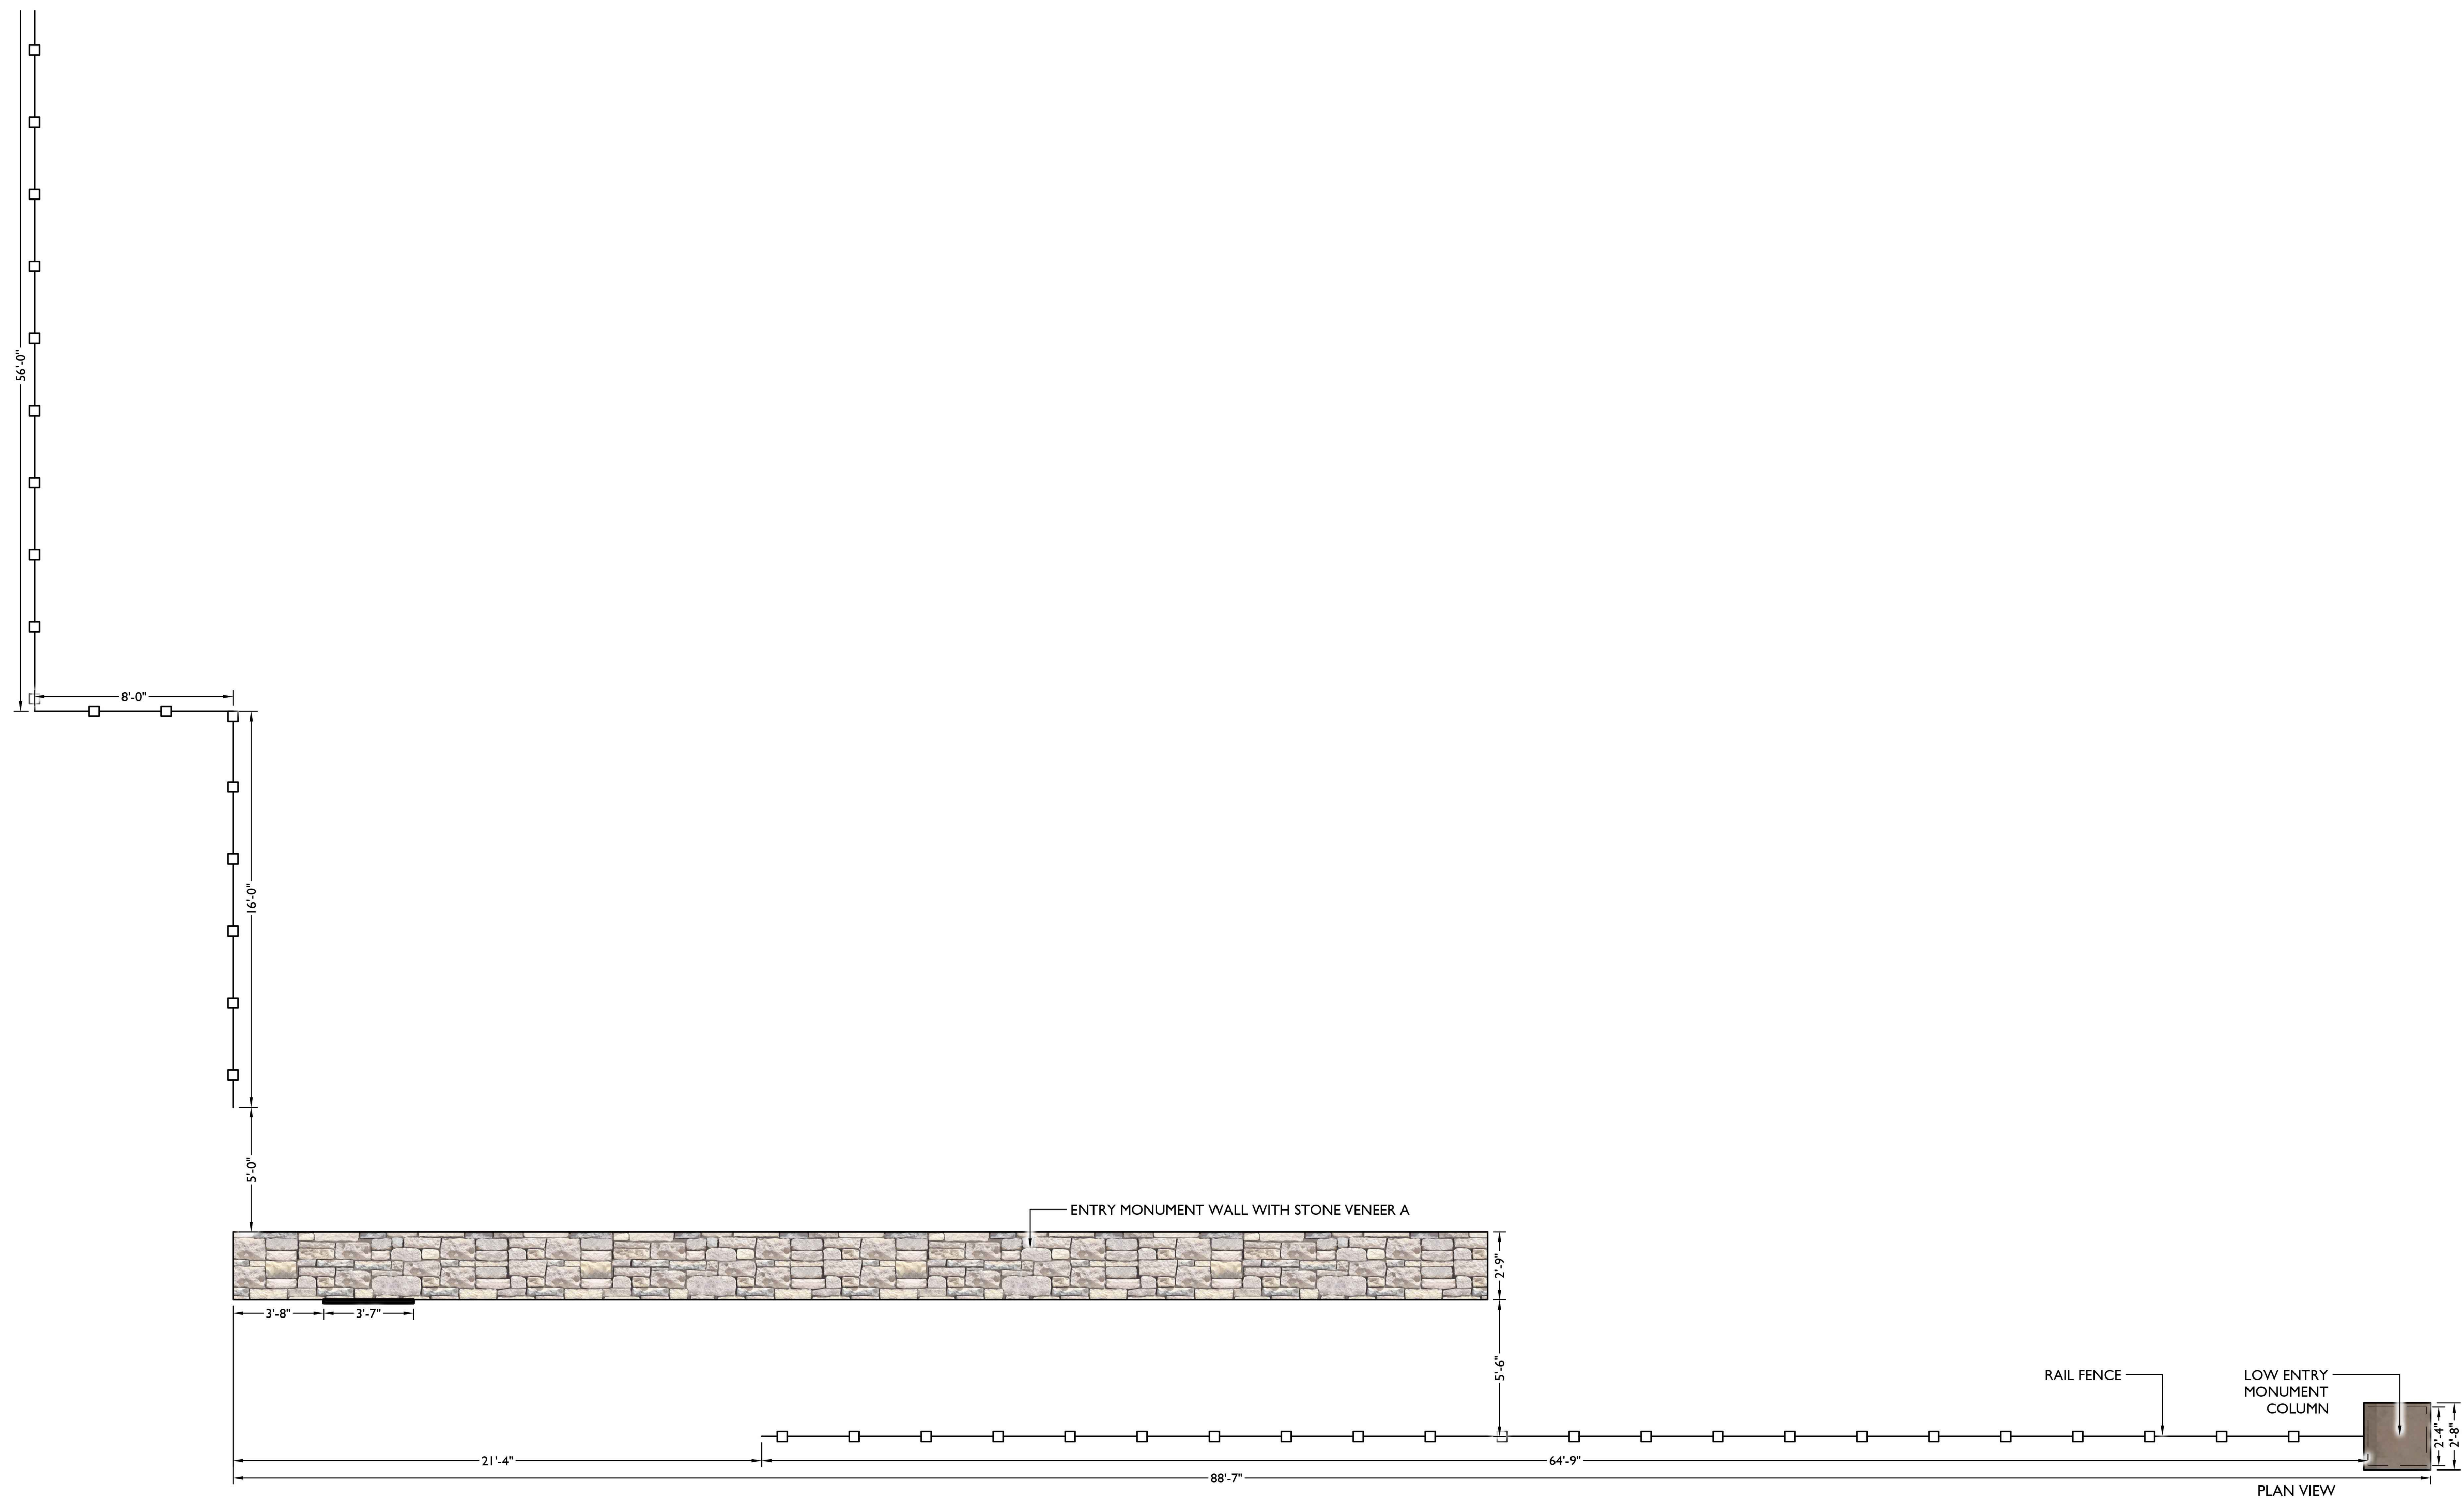 56'-0"
8'-0"
16'-0"
5'-0"
ENTRY MONUMENT WALL WITH STONE VENEER A
2'-9"
3'-8"
3'-7"
5'-6"
RAIL FENCE
LOW ENTRY
MONUMENT
COLUMN
2'-4"
2'-8"
21'-4"
64'-9"
88'-7"
PLAN VIEW